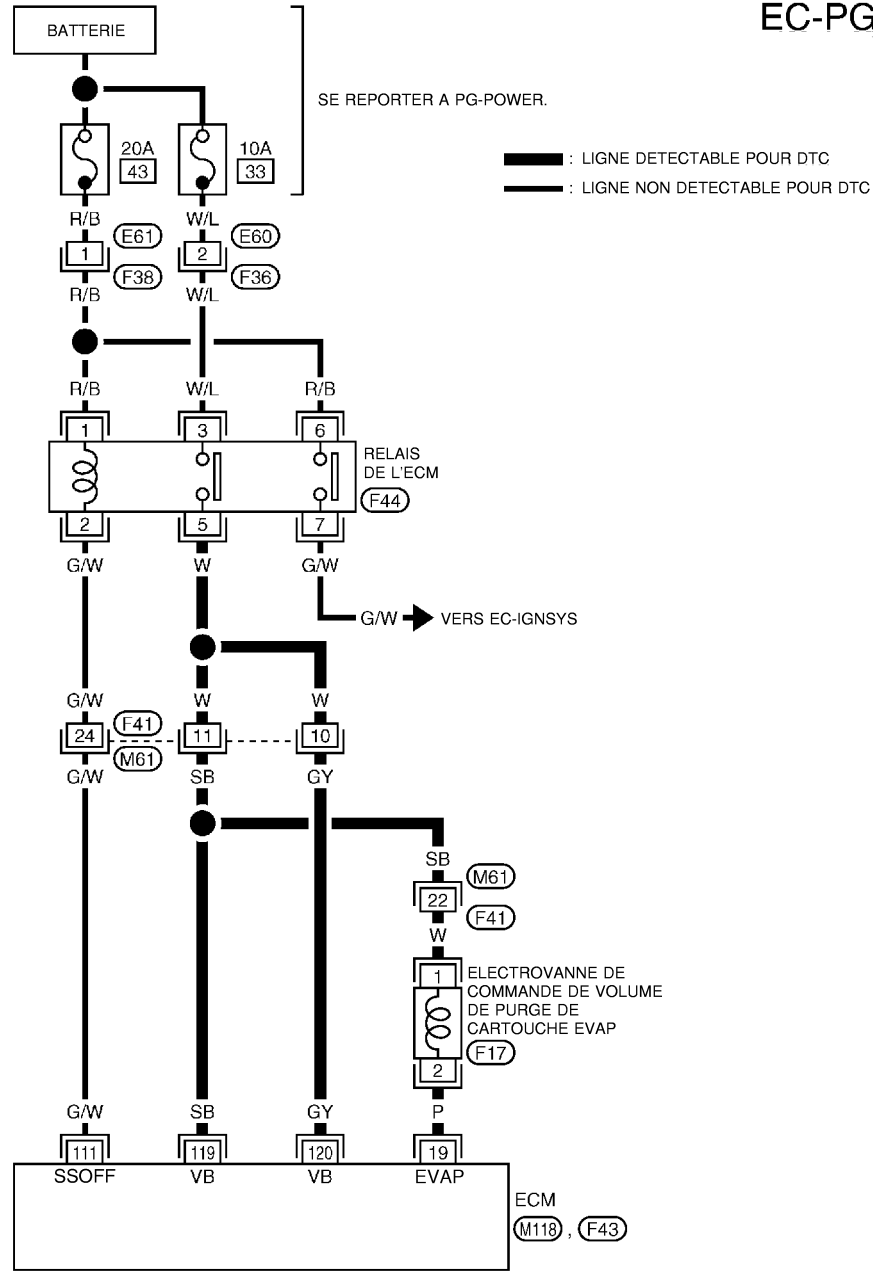 EC-PG
BATTERIE
SE REPORTER A PG-POWER.
20A
43
10A
33
: LIGNE DETECTABLE POUR DTC
: LIGNE NON DETECTABLE POUR DTC
R/B
W/L
E61
E60
1
2
F38
F36
R/B
W/L
R/B
W/L
R/B
1
3
6
RELAIS
DE L'ECM
F44
2
5
7
G/W
W
G/W
G/W
VERS EC-IGNSYS
G/W
W
W
24
F41
11
10
M61
G/W
SB
GY
SB
M61
22
F41
W
1
ELECTROVANNE DE
COMMANDE DE VOLUME
DE PURGE DE
CARTOUCHE EVAP
F17
2
G/W
SB
GY
P
111
119
120
19
SSOFF
VB
VB
EVAP
ECM
M118 , F43